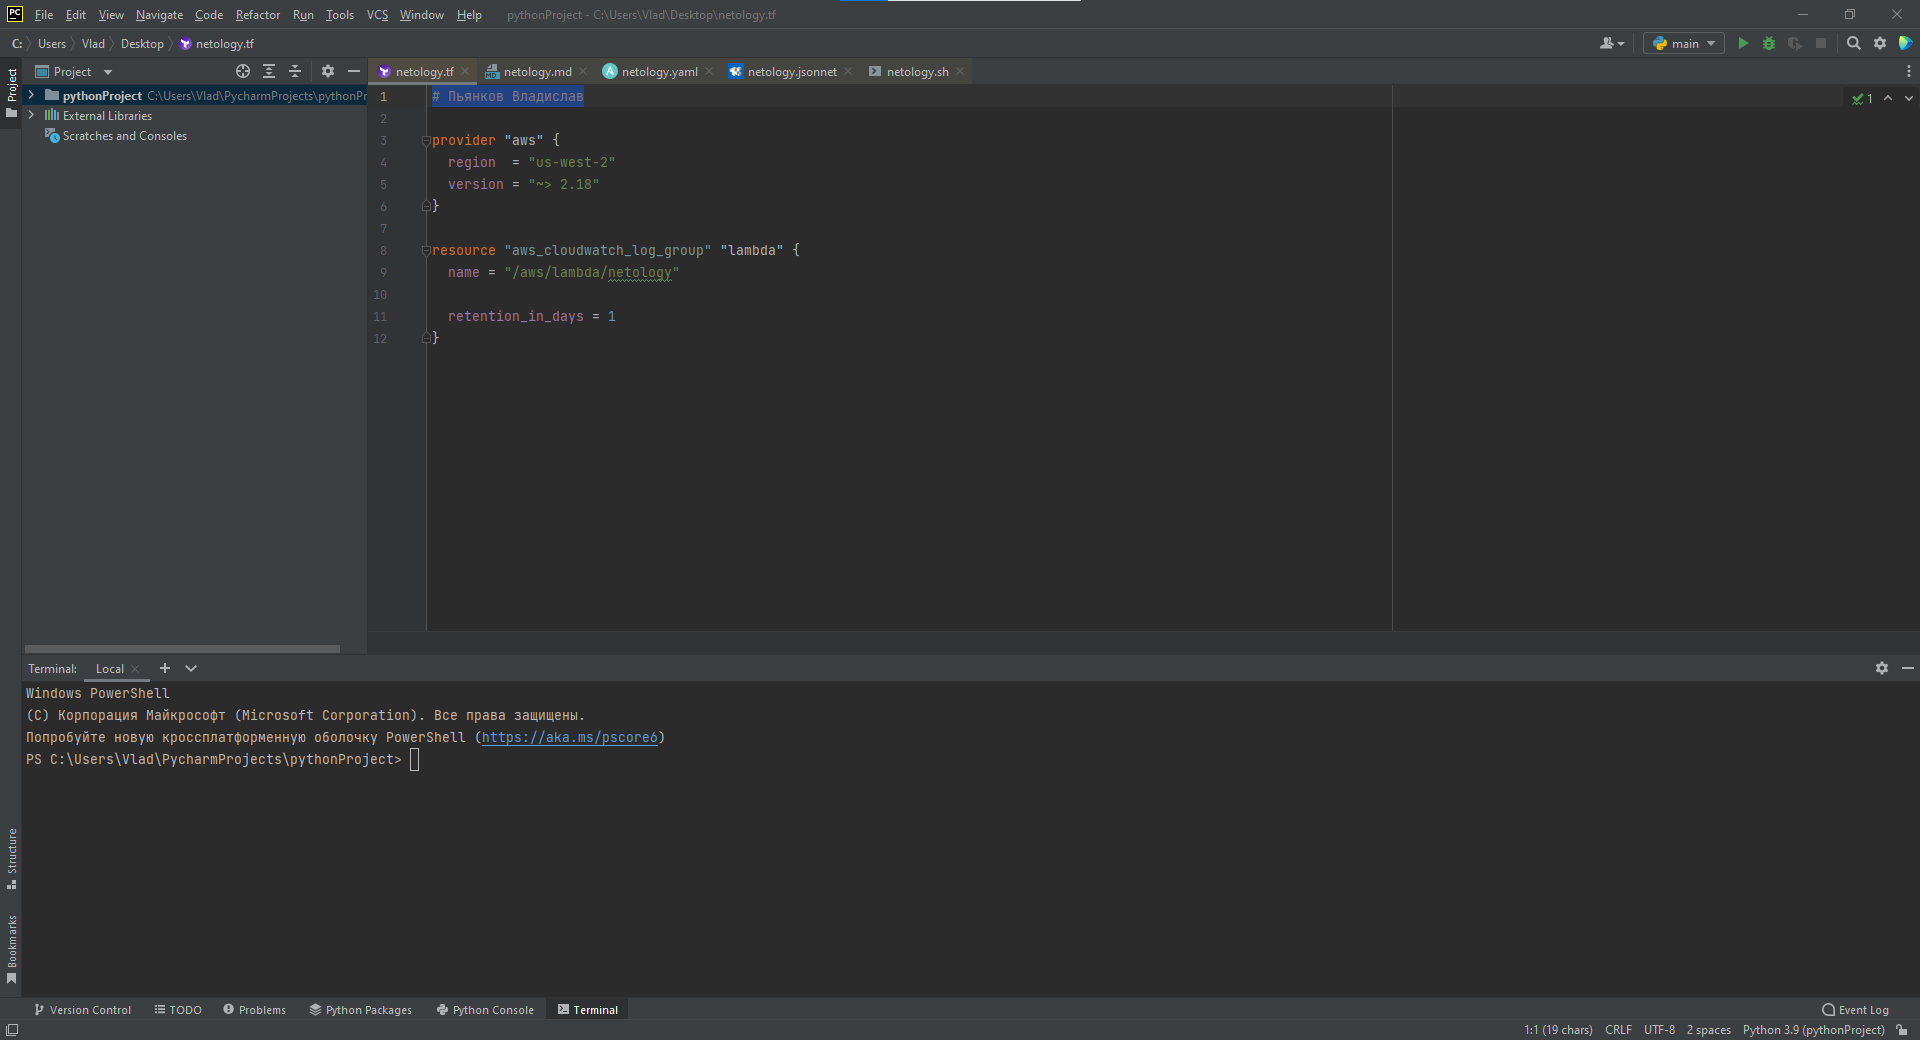 PC File Edit View Navigate Code Refactor Run Tools VCS Window Help pythonProject - C:\Users\Vlad\Desktop\netology.tf
C: Users Vlad Desktop netology.tf main
Project
Project netology.tf netology.md netology.yaml netology.jsonnet netology.sh
pythonProject C:\Users\Vlad\PycharmProjects\pythonPr
External Libraries
Scratches and Consoles
1 # Пьянков Владислав
1
2
3 provider "aws" {
4 region = "us-west-2"
5 version = "~> 2.18"
6 }
7
8 resource "aws_cloudwatch_log_group" "lambda" {
9 name = "/aws/lambda/netology"
10
11 retention_in_days = 1
12 }
Terminal: Local
Windows PowerShell
(C) Корпорация Майкрософт (Microsoft Corporation). Все права защищены.
Попробуйте новую кроссплатформенную оболочку PowerShell (https://aka.ms/pscore6)
PS C:\Users\Vlad\PycharmProjects\pythonProject>
Structure
Bookmarks
Version Control TODO Problems Python Packages Python Console Terminal Event Log
1:1 (19 chars) CRLF UTF-8 2 spaces Python 3.9 (pythonProject)